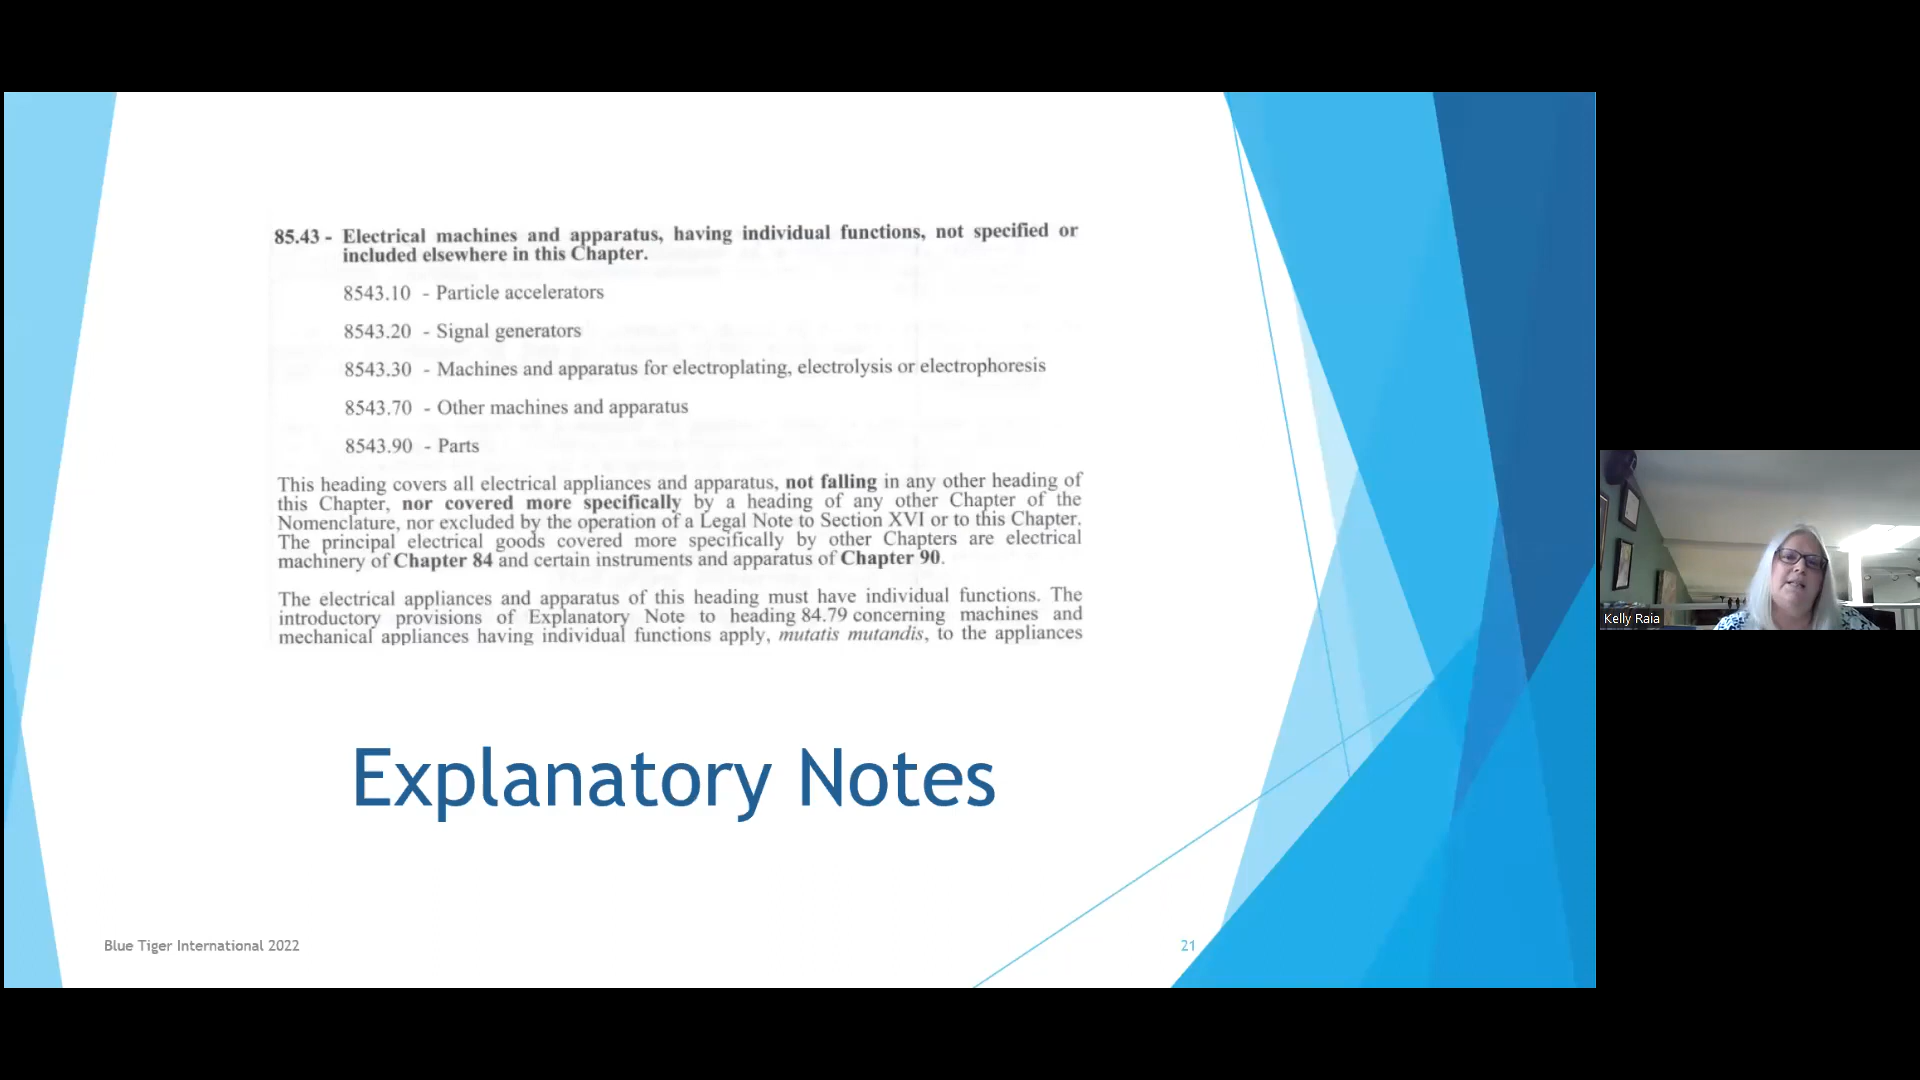 85.43 - Electrical machines and apparatus, having individual functions, not specified or
included elsewhere in this Chapter.
8543.10 - Particle accelerators
8543.20 - Signal generators
8543.30 - Machines and apparatus for electroplating, electrolysis or electrophoresis
8543.70 - Other machines and apparatus
8543.90 - Parts
This heading covers all electrical appliances and apparatus, not falling in any other heading of
this Chapter, nor covered more specifically by a heading of any other Chapter of the
Nomenclature, nor excluded by the operation of a Legal Note to Section XVI or to this Chapter.
The principal electrical goods covered more specifically by other Chapters are electrical
machinery of Chapter 84 and certain instruments and apparatus of Chapter 90.
The electrical appliances and apparatus of this heading must have individual functions. The
introductory provisions of Explanatory Note to heading 84.79 concerning machines and
mechanical appliances having individual functions apply, mutatis mutandis, to the appliances
Explanatory Notes
Blue Tiger International 2022
21
Kelly Raia